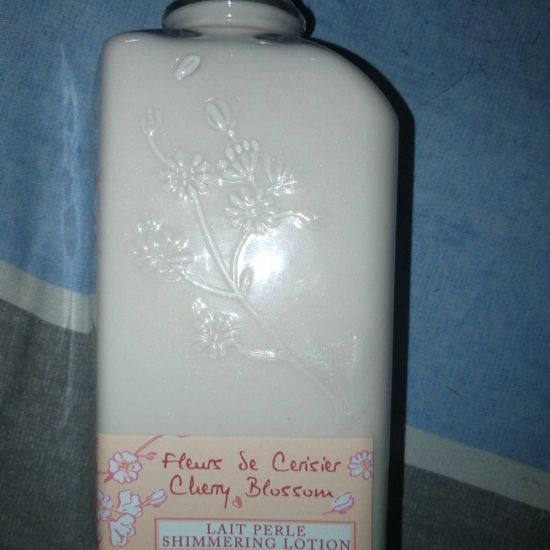 Fleurs de Cerisier
Cherry Blossom
LAIT PERLE
SHIMMERING LOTION